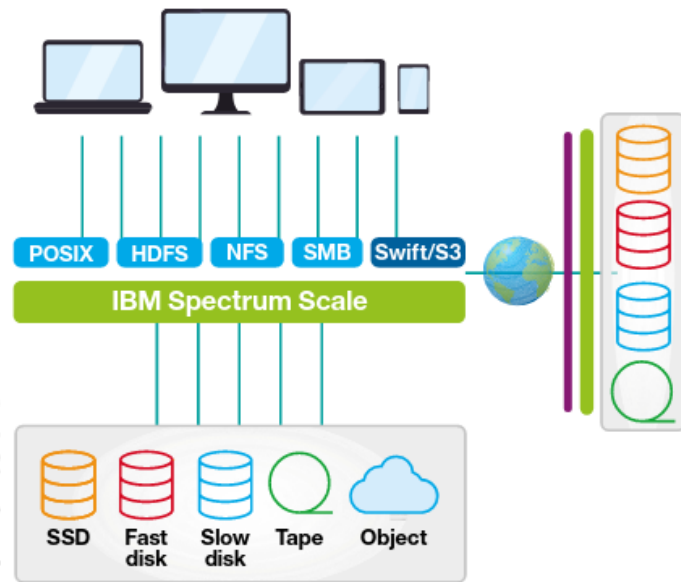 POSIX HDFS NFS SMB Swift/S3
IBM Spectrum Scale
SSD Fast disk Slow disk Tape Object